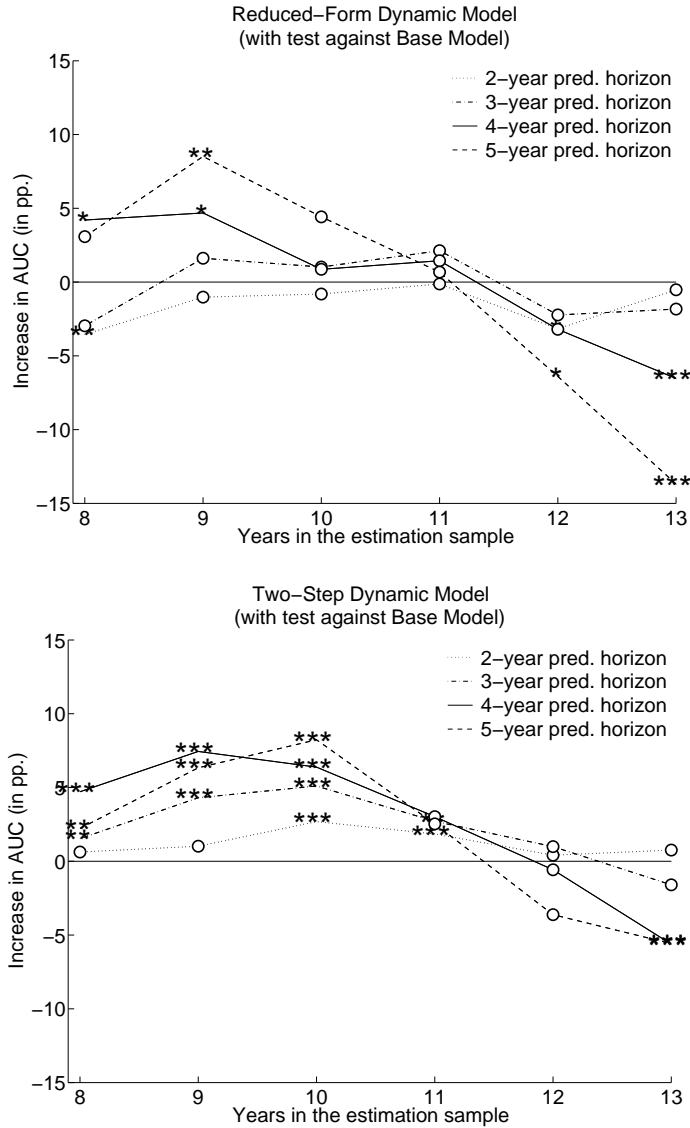 Reduced−Form Dynamic Model
(with test against Base Model)
15
10
5
0
−5
−10
−15
Increase in AUC (in pp.)
2−year pred. horizon
3−year pred. horizon
4−year pred. horizon
5−year pred. horizon
*
**
*
**
*
***
***
8 9 10 11 12 13
Years in the estimation sample
Two−Step Dynamic Model
(with test against Base Model)
15
10
5
0
−5
−10
−15
Increase in AUC (in pp.)
2−year pred. horizon
3−year pred. horizon
4−year pred. horizon
5−year pred. horizon
***
**
**
***
***
***
***
***
***
***
***
***
8 9 10 11 12 13
Years in the estimation sample